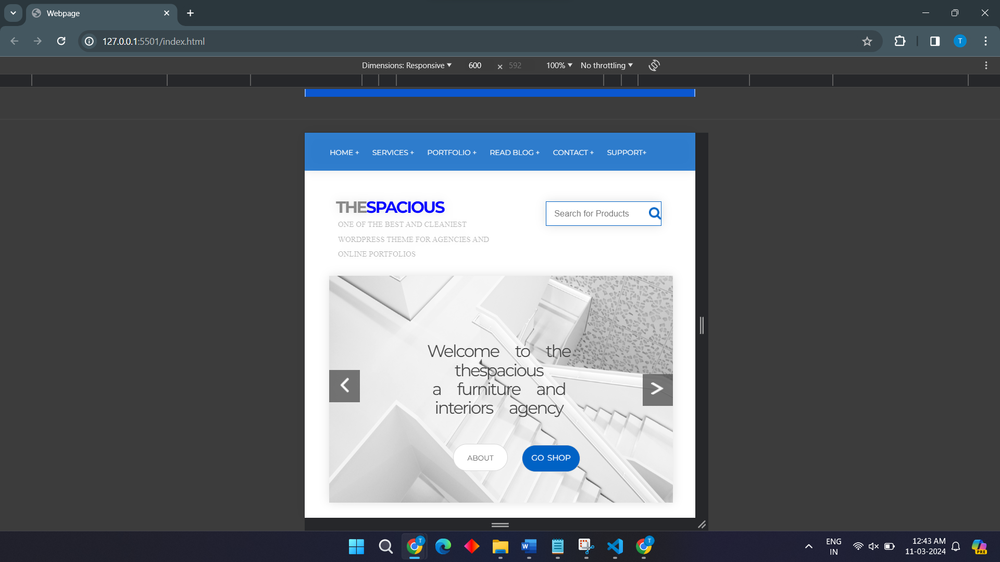 Webpage
127.0.0.1:5501/index.html
T
Dimensions: Responsive 600 × 592 100% No throttling
HOME + SERVICES + PORTFOLIO + READ BLOG + CONTACT + SUPPORT+
THESPACIOUS
Search for Products
ONE OF THE BEST AND CLEANIEST
WORDPRESS THEME FOR AGENCIES AND
ONLINE PORTFOLIOS
Welcome to the
thespacious
a furniture and
interiors agency
ABOUT GO SHOP
T
W
T
ENG
IN
12:43 AM
11-03-2024
PRE